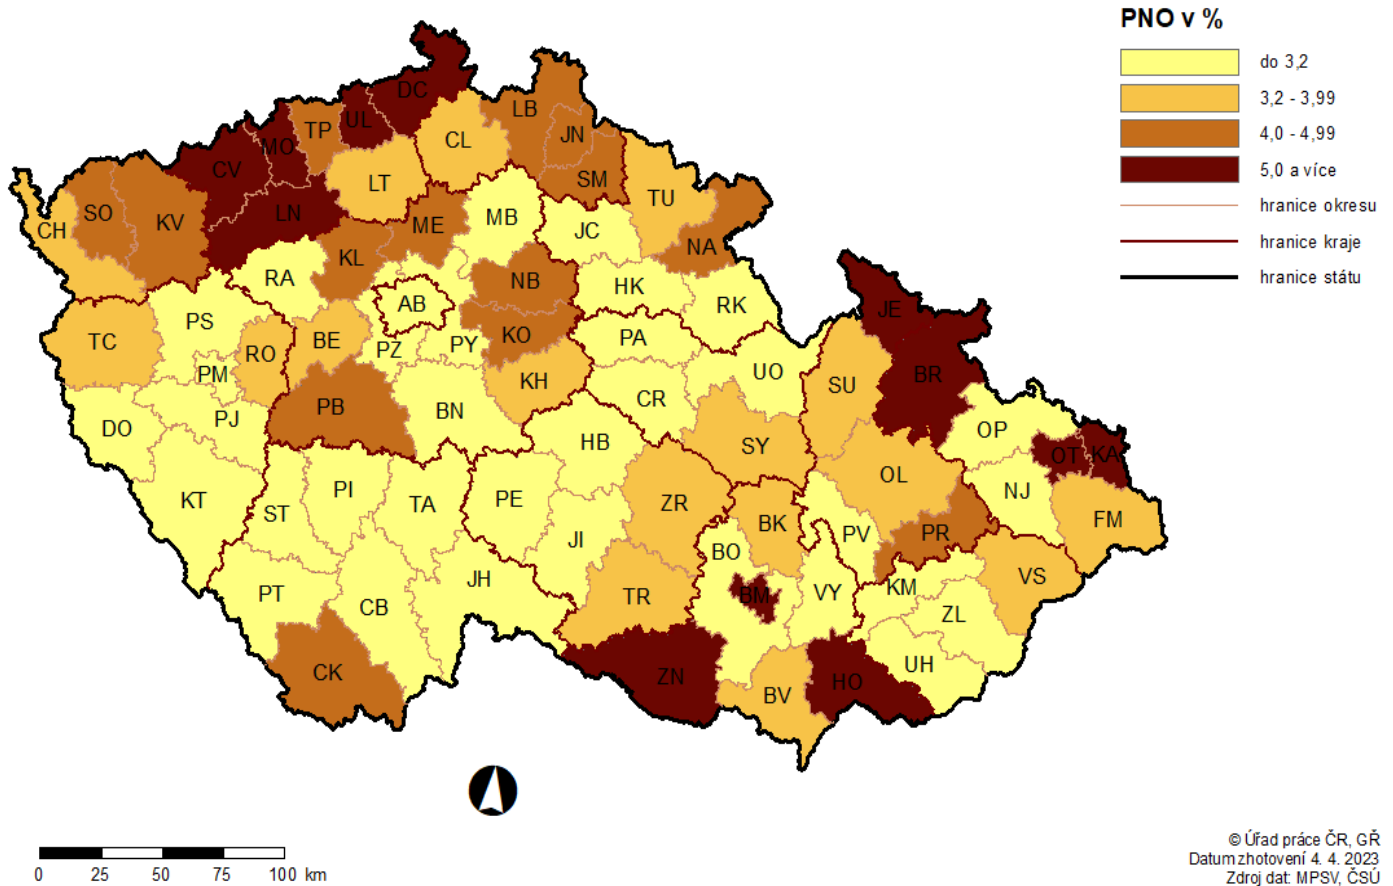 PNO v %
do 3,2
3,2 - 3,99
4,0 - 4,99
5,0 a více
hranice okresu
hranice kraje
hranice státu
DC
LB
TP
UL
JN
MO
CL
CV
SM
LT
TU
SO
KV
LN
MB
CH
ME
JC
NA
KL
RA
NB
HK
AB
RK
JE
PS
KO
PA
TC
RO
BE
PZ
PY
PM
KH
UO
BR
SU
CR
PB
BN
PJ
DO
OP
HB
SY
OT
KA
OL
NJ
KT
PI
TA
PE
ZR
ST
BK
FM
PR
JI
BO
PV
VS
JH
PT
KM
TR
BM
VY
CB
ZL
UH
CK
ZN
HO
BV
0 25 50 75 100 km
© Úřad práce ČR, GŘ
Datum zhotovení 4. 4. 2023
Zdroj dat: MPSV, ČSÚ